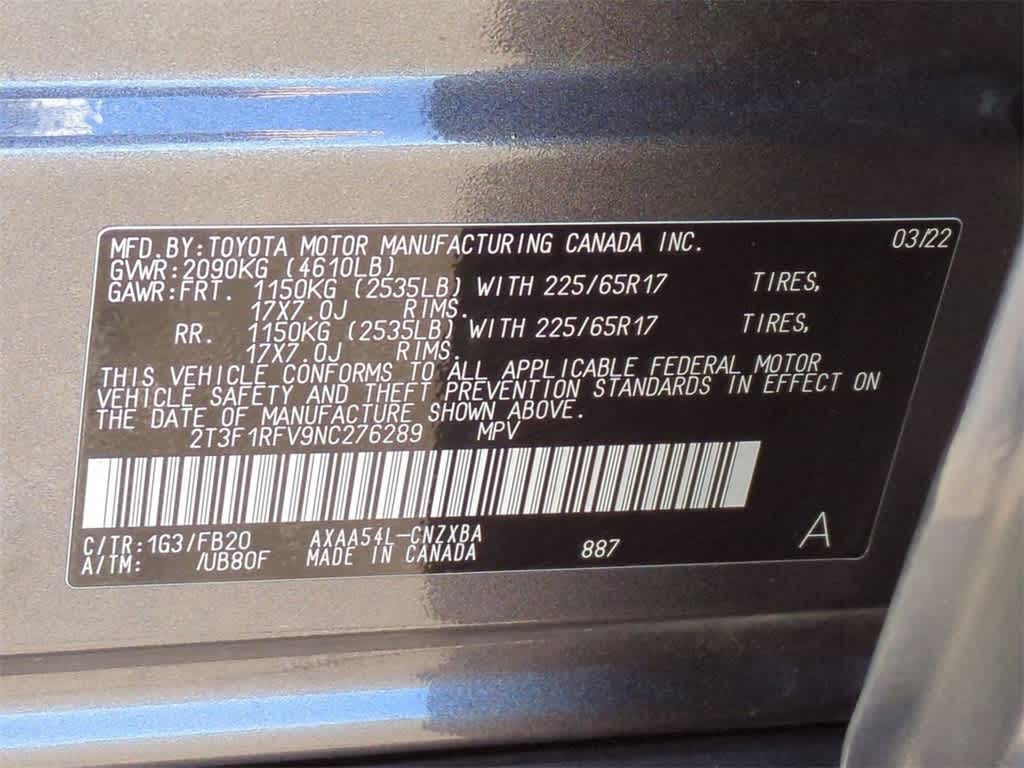 MFD.BY:TOYOTA MOTOR MANUFACTURING CANADA INC. 03/22
GVWR:2090KG (4610LB)
GAWR:FRT. 1150KG (2535LB) WITH 225/65R17 TIRES,
17X7.0J RIMS.
RR. 1150KG (2535LB) WITH 225/65R17 TIRES,
17X7.0J RIMS.
THIS VEHICLE CONFORMS TO ALL APPLICABLE FEDERAL MOTOR
VEHICLE SAFETY AND THEFT PREVENTION STANDARDS IN EFFECT ON
THE DATE OF MANUFACTURE SHOWN ABOVE.
2T3F1RFV9NC276289 MPV
C/TR:1G3/FB20 AXAA54L-CNZXBA
A/TM: /UB80F MADE IN CANADA 887 A